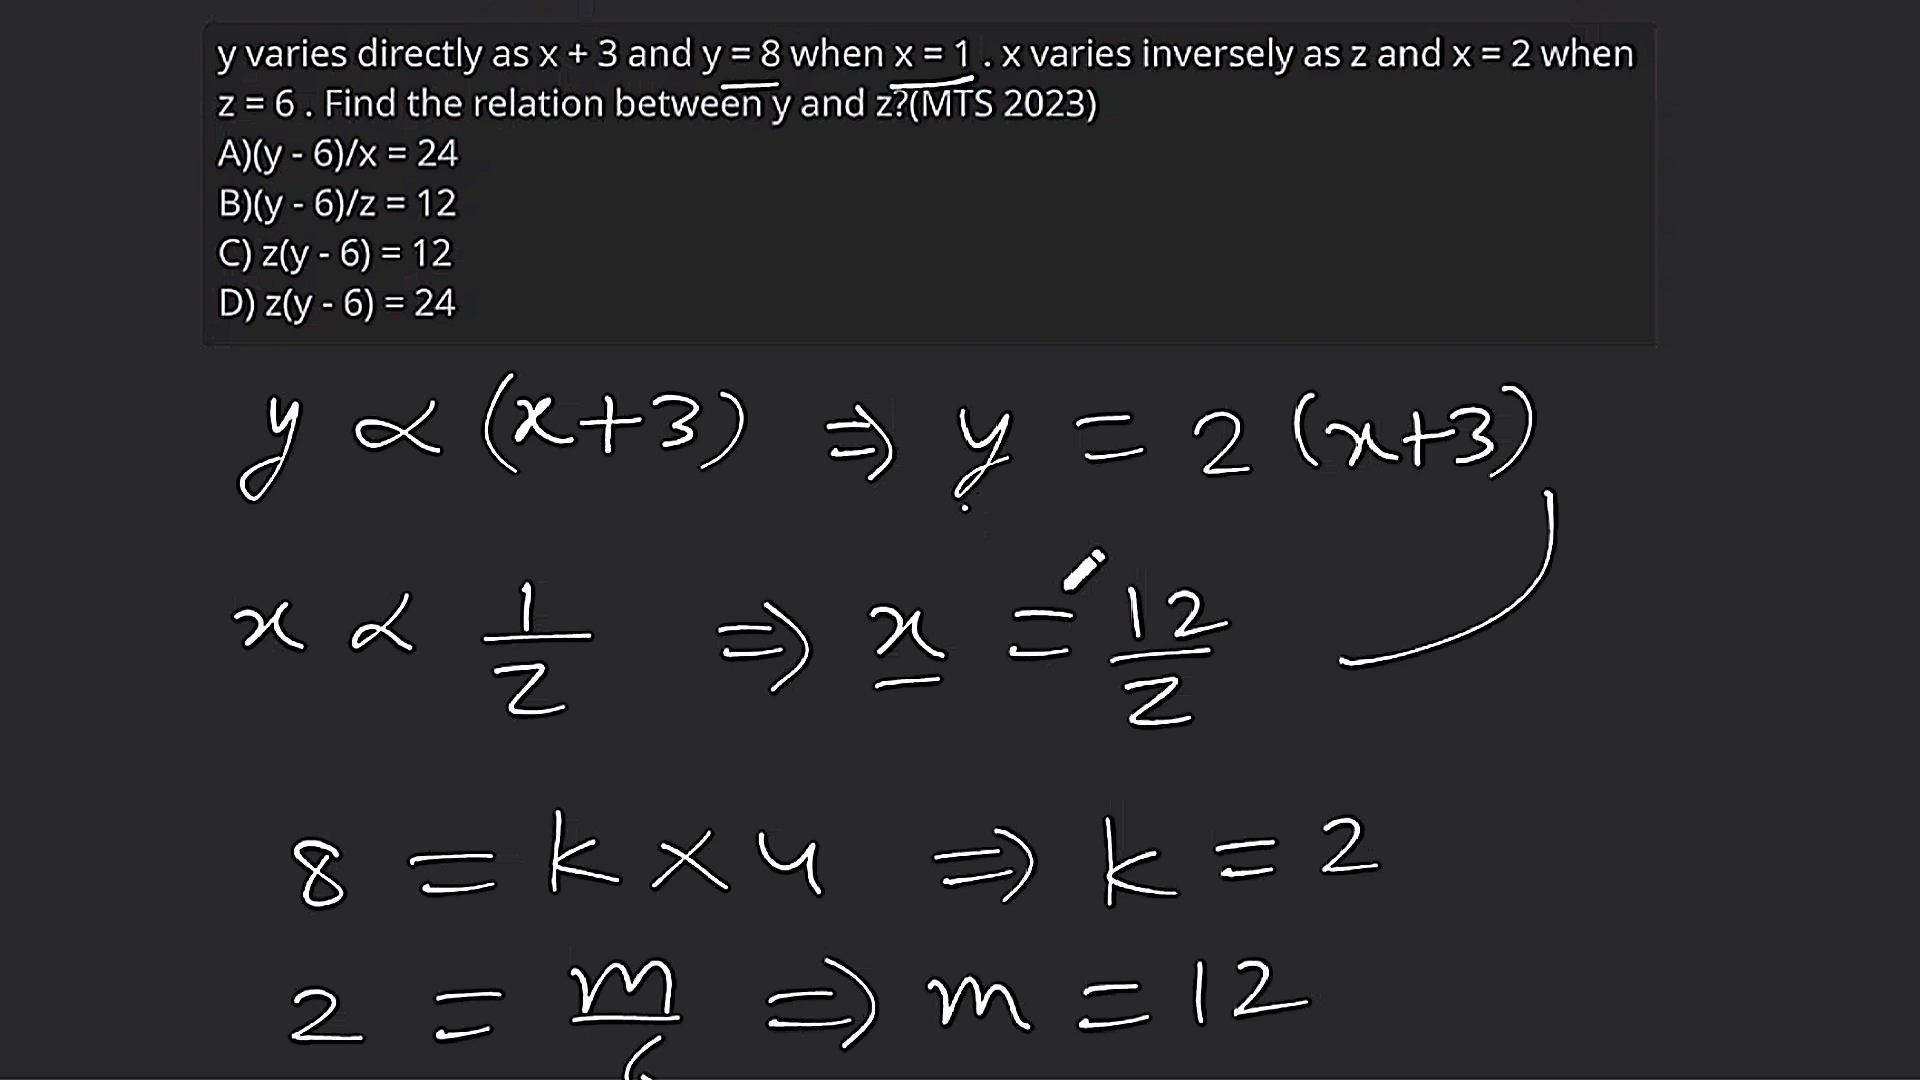 y varies directly as x + 3 and y = 8 when x = 1 . x varies inversely as z and x = 2 when
z = 6 . Find the relation between y and z?(MTS 2023)
A)(y - 6)/x = 24
B)(y - 6)/z = 12
C) z(y - 6) = 12
D) z(y - 6) = 24
y ∝ (x+3) ⇒ y = 2 (x+3)
x ∝ 1/z ⇒ x = 12/z
8 = k × 4 ⇒ k = 2
2 = m/6 ⇒ m = 12